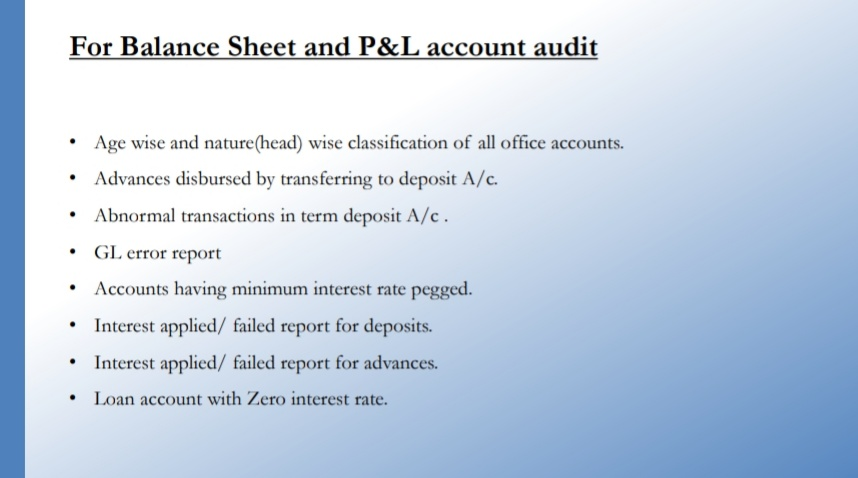 For Balance Sheet and P&L account audit
• Age wise and nature(head) wise classification of all office accounts.
• Advances disbursed by transferring to deposit A/c.
• Abnormal transactions in term deposit A/c .
• GL error report
• Accounts having minimum interest rate pegged.
• Interest applied/ failed report for deposits.
• Interest applied/ failed report for advances.
• Loan account with Zero interest rate.